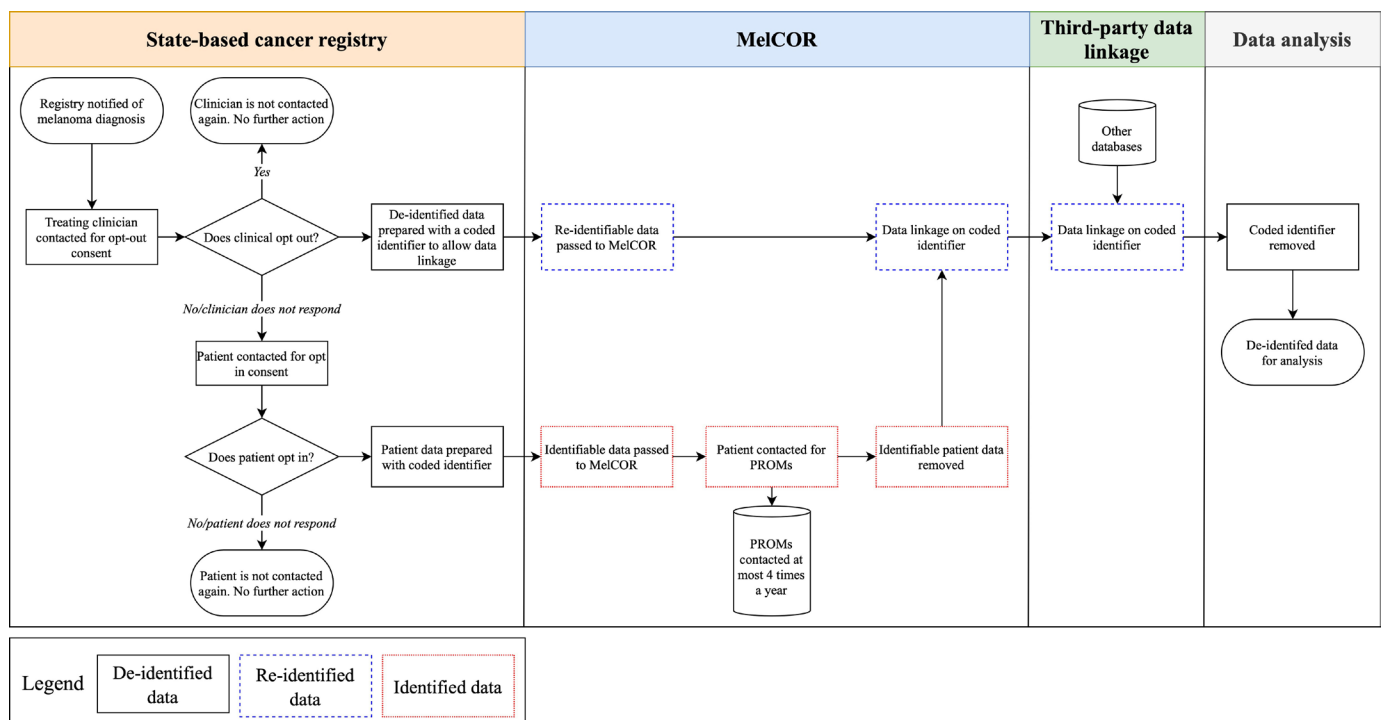 State-based cancer registry
MelCOR
Third-party data
linkage
Data analysis
Registry notified of
melanoma diagnosis
Clinician is not contacted
again. No further action
Other
databases
Yes
Treating clinician
contacted for opt-out
consent
Does clinical opt out?
De-identified data
prepared with a coded
identifier to allow data
linkage
Re-identifiable data
passed to MelCOR
Data linkage on coded
identifier
Data linkage on coded
identifier
Coded identifier
removed
No/clinician does not respond
Patient contacted for opt
in consent
De-identifed data
for analysis
Does patient opt in?
Patient data prepared
with coded identifier
Identifiable data passed
to MelCOR
Patient contacted for
PROMs
Identifiable patient data
removed
No/patient does not respond
Patient is not contacted
again. No further action
PROMs
contacted at
most 4 times
a year
Legend
De-identified
data
Re-identified
data
Identified data